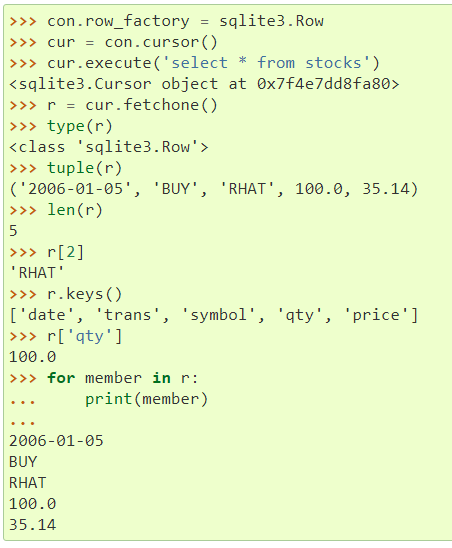 >>> con.row_factory = sqlite3.Row
>>> cur = con.cursor()
>>> cur.execute('select * from stocks')
<sqlite3.Cursor object at 0x7f4e7dd8fa80>
>>> r = cur.fetchone()
>>> type(r)
<class 'sqlite3.Row'>
>>> tuple(r)
('2006-01-05', 'BUY', 'RHAT', 100.0, 35.14)
>>> len(r)
5
>>> r[2]
'RHAT'
>>> r.keys()
['date', 'trans', 'symbol', 'qty', 'price']
>>> r['qty']
100.0
>>> for member in r:
...     print(member)
...
2006-01-05
BUY
RHAT
100.0
35.14